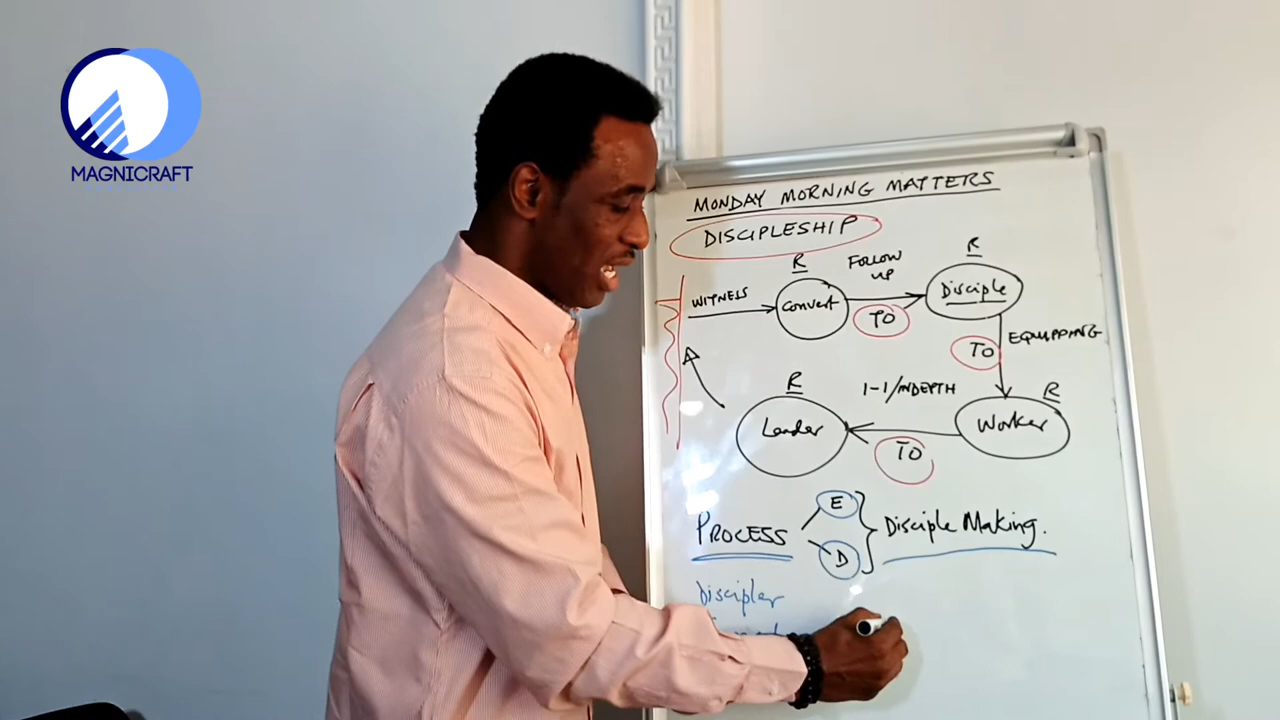 MAGNICRAFT
MONDAY MORNING MATTERS
DISCIPLESHIP
R
R
WITNESS
Convert
FOLLOW
UP
TO
Disciple
EQUIPPING
TO
R
1-1/INDEPTH
R
Leader
Worker
TO
PROCESS
E
D
Disciple Making.
Discipler